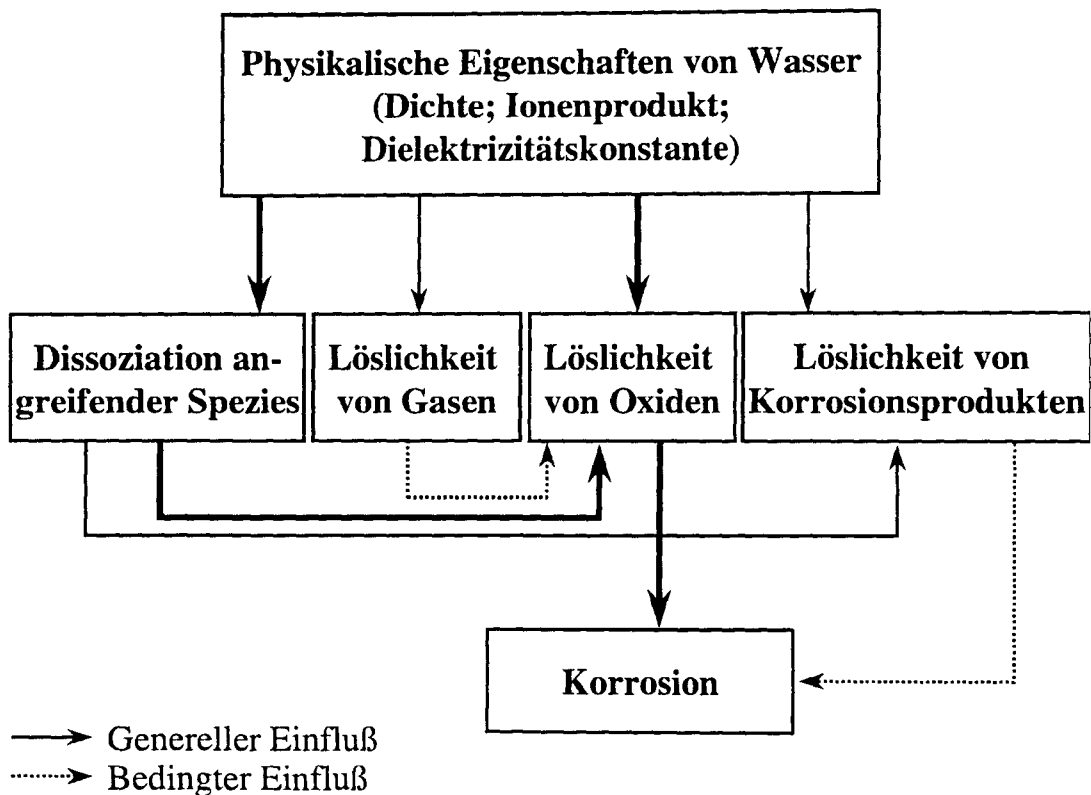 Physikalische Eigenschaften von Wasser
(Dichte; Ionenprodukt;
Dielektrizitätskonstante)
Dissoziation an-
greifender Spezies
Löslichkeit
von Gasen
Löslichkeit
von Oxiden
Löslichkeit von
Korrosionsprodukten
Korrosion
Genereller Einfluß
Bedingter Einfluß